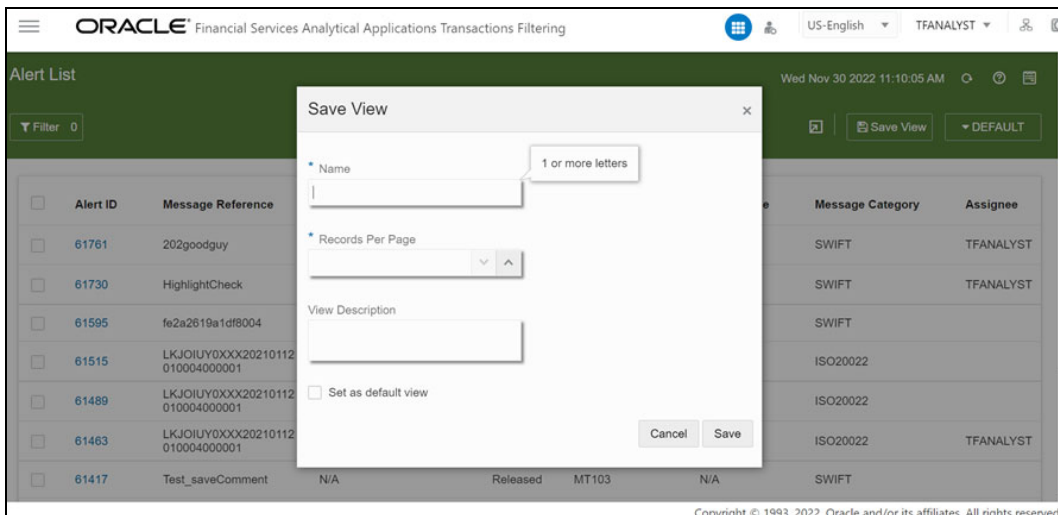 ORACLE® Financial Services Analytical Applications Transactions Filtering US-English TFANALYST
Alert List Wed Nov 30 2022 11:10:05 AM
Filter 0 Save View DEFAULT
Save View
* Name
1 or more letters
* Records Per Page
View Description
Set as default view
Cancel Save
Alert ID Message Reference Message Category Assignee
61761 202goodguy SWIFT TFANALYST
61730 HighlightCheck SWIFT TFANALYST
61595 fe2a2619a1df8004 SWIFT
61515 LKJOIUY0XXX20210112 ISO20022
010004000001
61489 LKJOIUY0XXX20210112 ISO20022
010004000001
61463 LKJOIUY0XXX20210112 ISO20022 TFANALYST
010004000001
61417 Test_saveComment N/A Released MT103 N/A SWIFT
Copyright © 1993, 2022, Oracle and/or its affiliates. All rights reserved